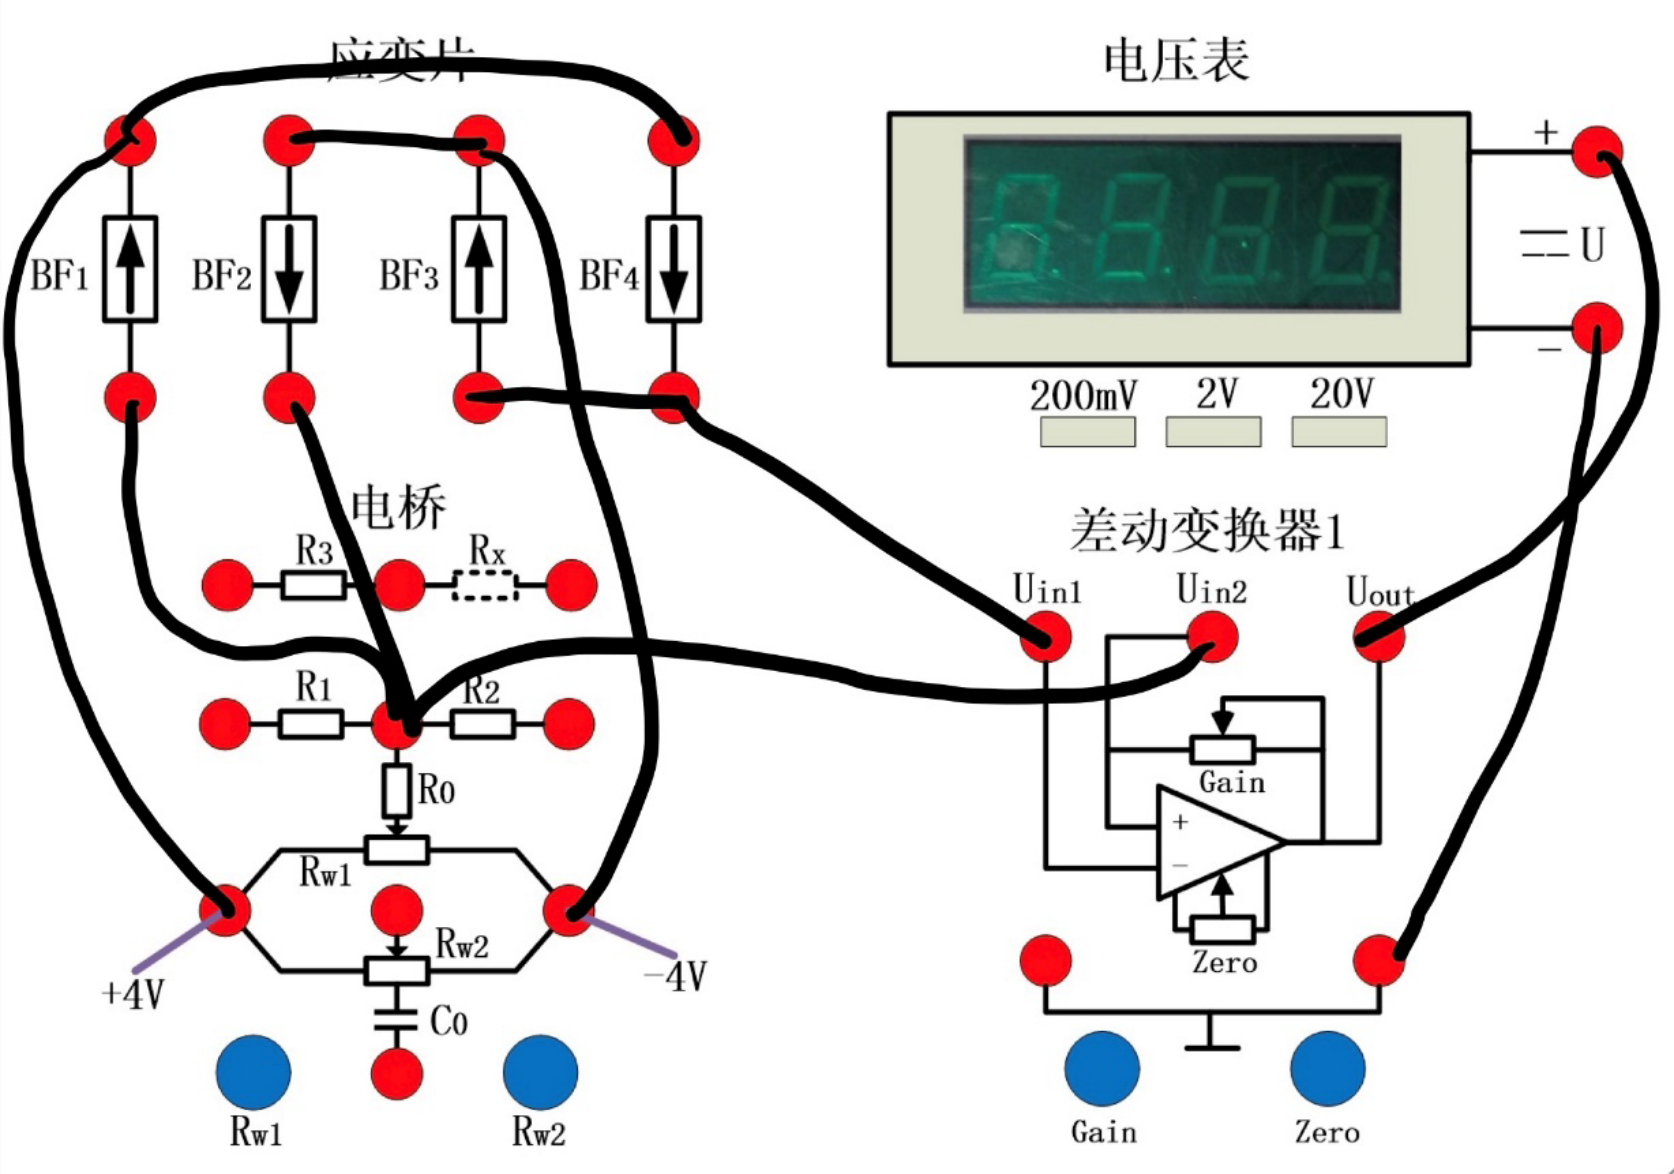 应变片
电压表
+
BF1
BF2
BF3
BF4
U
−
200mV
2V
20V
电桥
差动变换器1
R3
Rx
Uin1
Uin2
Uout
R1
R2
Gain
R0
+
−
Rw1
Rw2
Zero
+4V
-4V
C0
Rw1
Rw2
Gain
Zero